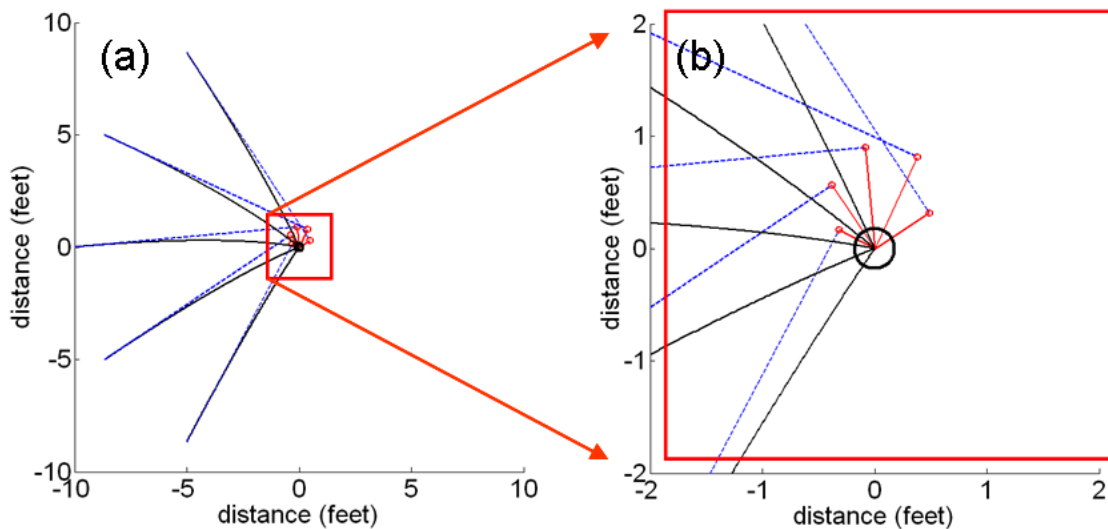 (a)
10
5
0
-5
-10
distance (feet)
-10 -5 0 5 10
distance (feet)
(b)
2
1
0
-1
-2
distance (feet)
-2 -1 0 1 2
distance (feet)